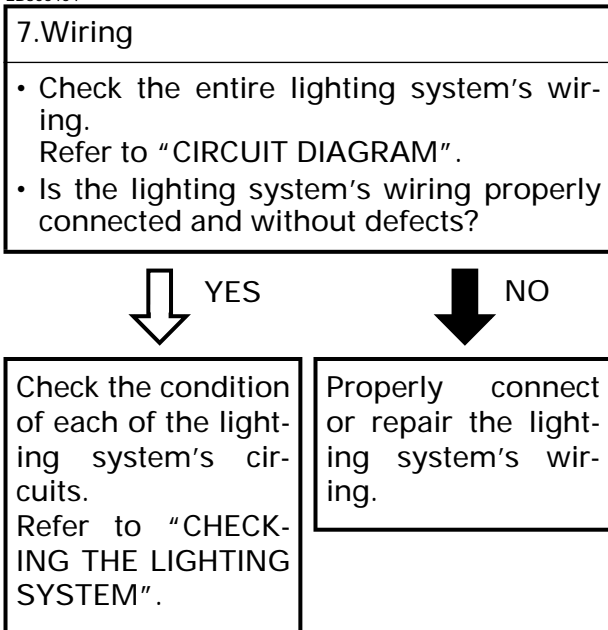 7.Wiring
• Check the entire lighting system's wir-
ing.
Refer to "CIRCUIT DIAGRAM".
• Is the lighting system's wiring properly
connected and without defects?
YES
NO
Check the condition
of each of the light-
ing system's cir-
cuits.
Refer to "CHECK-
ING THE LIGHTING
SYSTEM".
Properly connect
or repair the light-
ing system's wir-
ing.